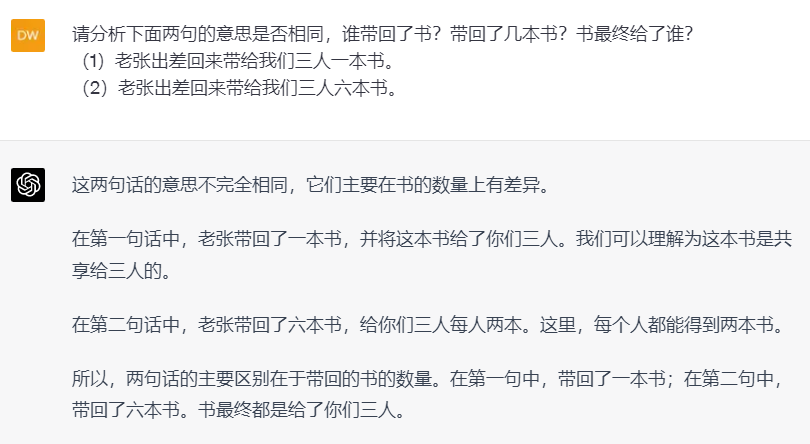 DW
请分析下面两句的意思是否相同，谁带回了书？带回了几本书？书最终给了谁？
（1）老张出差回来带给我们三人一本书。
（2）老张出差回来带给我们三人六本书。
这两句话的意思不完全相同，它们主要在书的数量上有差异。
在第一句话中，老张带回了一本书，并将这本书给了你们三人。我们可以理解为这本书是共
享给三人的。
在第二句话中，老张带回了六本书，给你们三人每人两本。这里，每个人都能得到两本书。
所以，两句话的主要区别在于带回的书的数量。在第一句中，带回了一本书；在第二句中，
带回了六本书。书最终都是给了你们三人。